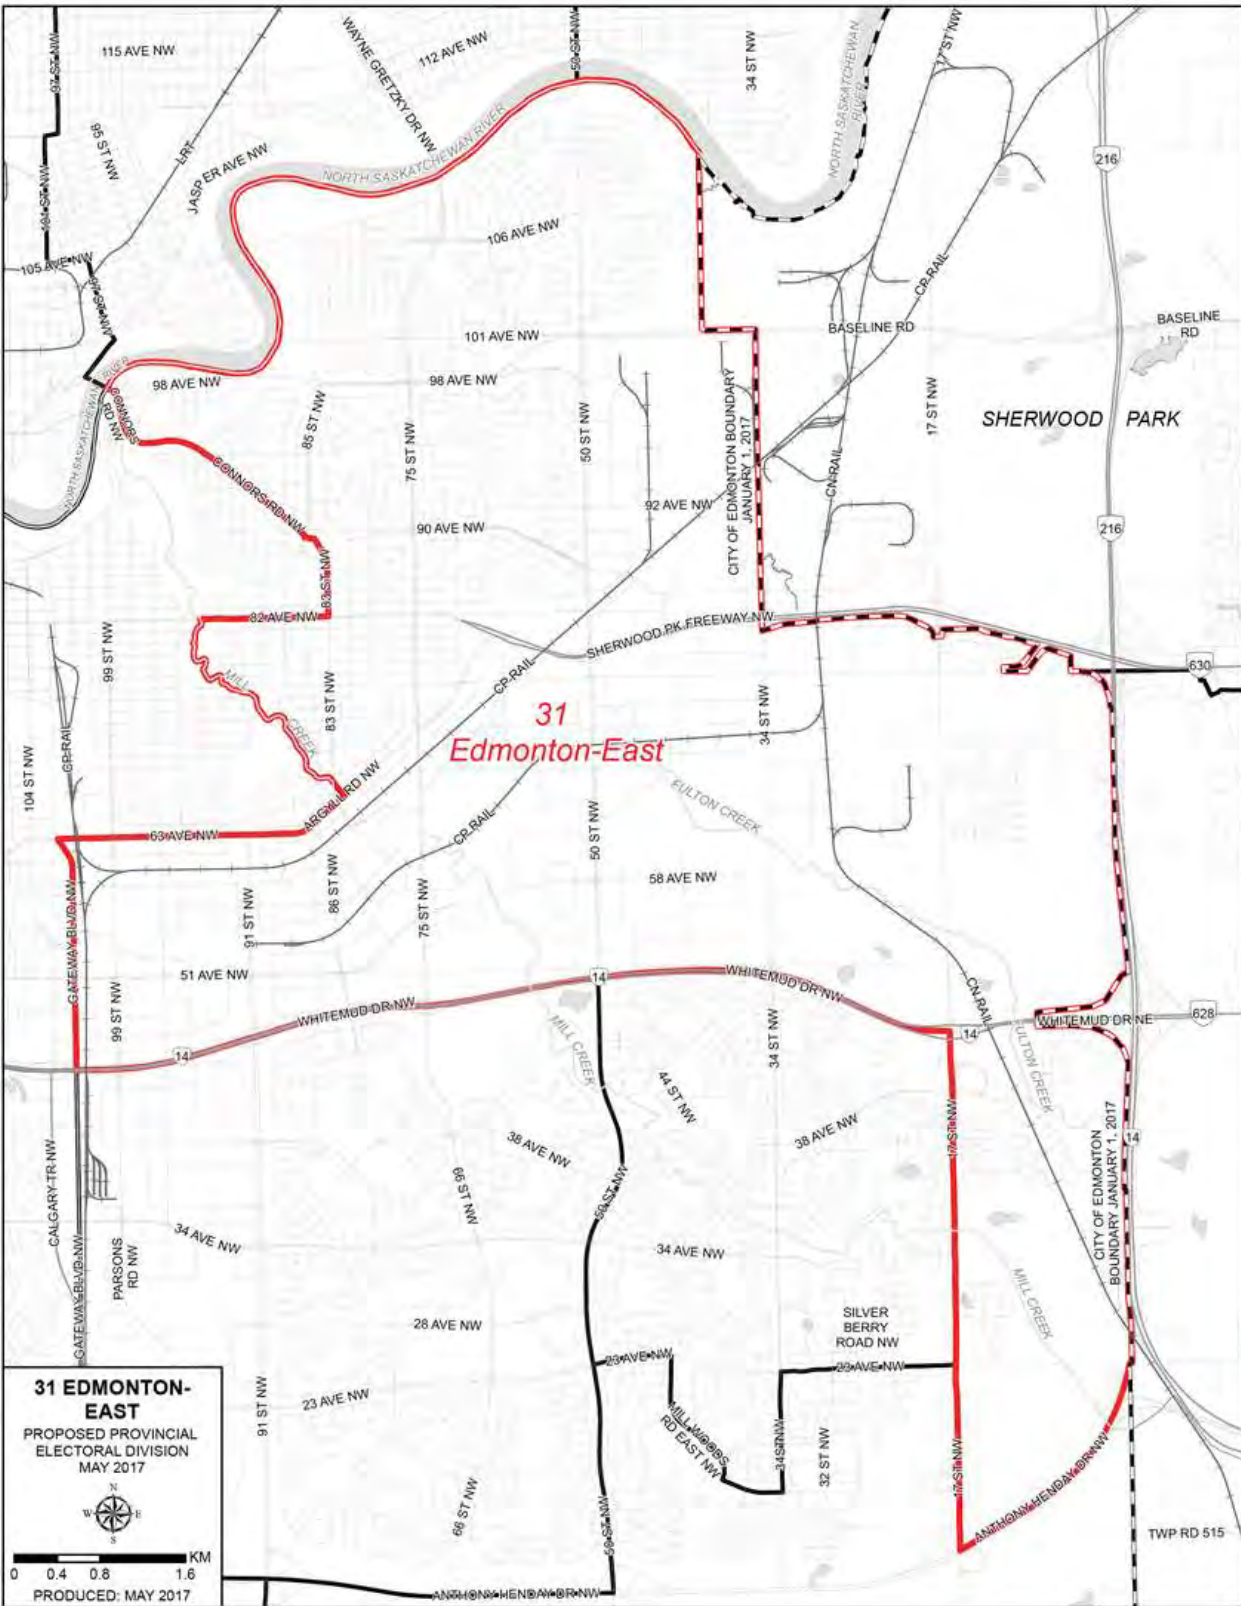 97 ST NW
115 AVE NW
WAYNE GRETZKY DR NW
112 AVE NW
50 ST NW
34 ST NW
17 ST NW
NORTH SASKATCHEWAN
RIVER
95 ST NW
LRT
JASPER AVE NW
NORTH SASKATCHEWAN RIVER
216
101 ST NW
105 AVE NW
97 ST NW
106 AVE NW
CP RAIL
101 AVE NW
BASELINE RD
BASELINE
RD
98 AVE NW
98 AVE NW
NORTH SASKATCHEWAN RIVER
CONNORS
RD NW
85 ST NW
75 ST NW
50 ST NW
CITY OF EDMONTON BOUNDARY
JANUARY 1, 2017
17 ST NW
SHERWOOD PARK
CONNORS RD NW
CN RAIL
92 AVE NW
90 AVE NW
216
83 ST NW
82 AVE NW
SHERWOOD PK FREEWAY NW
99 ST NW
MILL
CREEK
83 ST NW
CP RAIL
34 ST NW
630
31
Edmonton-East
104 ST NW
CP RAIL
ARGYLL RD NW
FULTON CREEK
63 AVE NW
CP RAIL
50 ST NW
58 AVE NW
86 ST NW
91 ST NW
75 ST NW
GATEWAY BLVD NW
51 AVE NW
14
WHITEMUD DR NW
WHITEMUD DR NW
CN RAIL
99 ST NW
14
MILL CREEK
34 ST NW
14
WHITEMUD DR NE
628
FULTON CREEK
44 ST NW
38 AVE NW
38 AVE NW
17 ST NW
CITY OF EDMONTON
BOUNDARY JANUARY 1, 2017
14
CALGARY TR NW
66 ST NW
50 ST NW
34 AVE NW
34 AVE NW
PARSONS
RD NW
GATEWAY BLVD NW
MILL CREEK
28 AVE NW
SILVER
BERRY
ROAD NW
23 AVE NW
23 AVE NW
23 AVE NW
91 ST NW
MILL WOODS
RD EAST NW
34 ST NW
32 ST NW
17 ST NW
ANTHONY HENDAY DR NW
66 ST NW
50 ST NW
TWP RD 515
ANTHONY HENDAY DR NW
31 EDMONTON-
EAST
PROPOSED PROVINCIAL
ELECTORAL DIVISION
MAY 2017
N
W E
S
KM
0 0.4 0.8 1.6
PRODUCED: MAY 2017